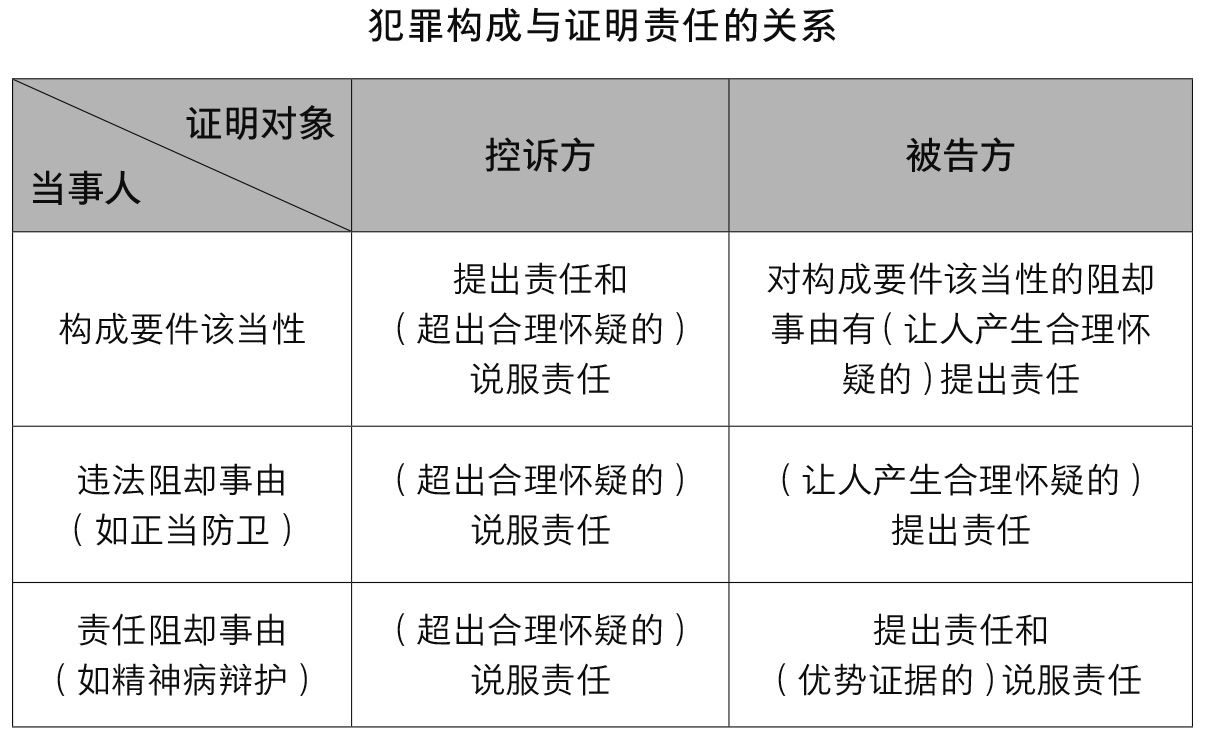 犯罪构成与证明责任的关系
证明对象
当事人
控诉方
被告方
构成要件该当性
提出责任和
（超出合理怀疑的）
说服责任
对构成要件该当性的阻却
事由有（让人产生合理怀
疑的）提出责任
违法阻却事由
（如正当防卫）
（超出合理怀疑的）
说服责任
（让人产生合理怀疑的）
提出责任
责任阻却事由
（如精神病辩护）
（超出合理怀疑的）
说服责任
提出责任和
（优势证据的）说服责任